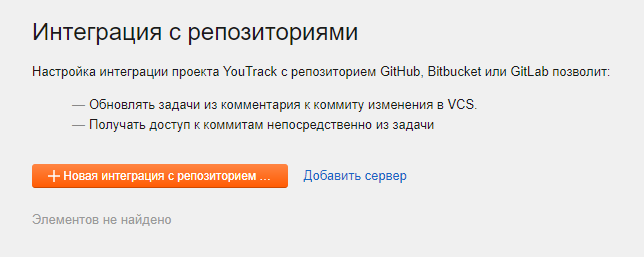 Интеграция с репозиториями
Настройка интеграции проекта YouTrack с репозиторием GitHub, Bitbucket или GitLab позволит:
— Обновлять задачи из комментария к коммиту изменения в VCS.
— Получать доступ к коммитам непосредственно из задачи
+ Новая интеграция с репозиторием ... Добавить сервер
Элементов не найдено